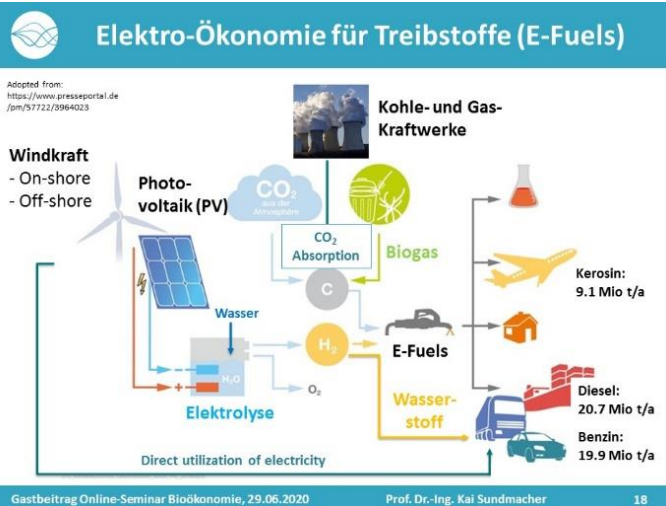 Elektro-Ökonomie für Treibstoffe (E-Fuels)
Adopted from:
https://www.presseportal.de
/pm/57722/3964023
Kohle- und Gas-
Kraftwerke
Windkraft
- On-shore
- Off-shore
Photo-
voltaik (PV)
CO2
aus der
Atmosphäre
CO2
Absorption
Biogas
C
Kerosin:
9.1 Mio t/a
Wasser
H2
E-Fuels
H2O
O2
Elektrolyse
Wasser-
stoff
Diesel:
20.7 Mio t/a
Benzin:
19.9 Mio t/a
Direct utilization of electricity
Gastbeitrag Online-Seminar Bioökonomie, 29.06.2020
Prof. Dr.-Ing. Kai Sundmacher
18